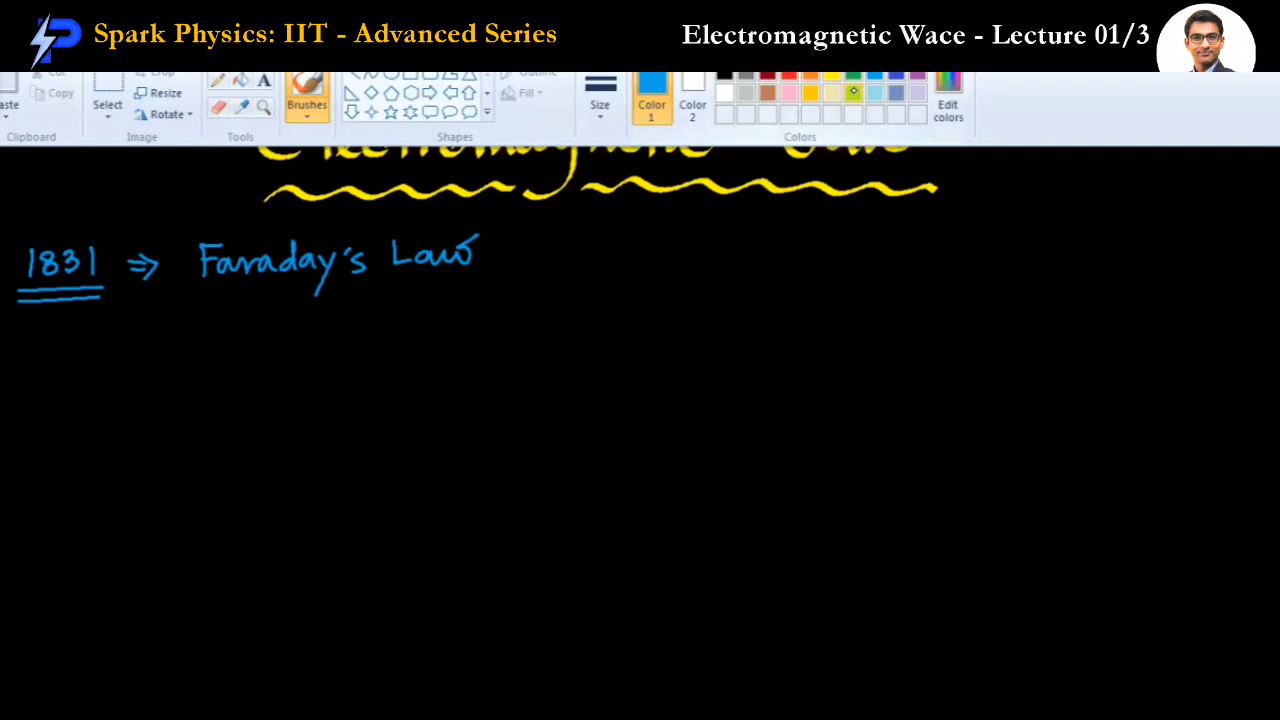 Spark Physics: IIT - Advanced Series
Electromagnetic Wace - Lecture 01/3
Cut
Crop
Outline
Paste
Copy
Select
Resize
Rotate
A
Brushes
Fill
Size
Color 1
Color 2
Edit colors
Clipboard
Image
Tools
Shapes
Colors
Electromagnetic
1831 ⇒ Faraday's Law